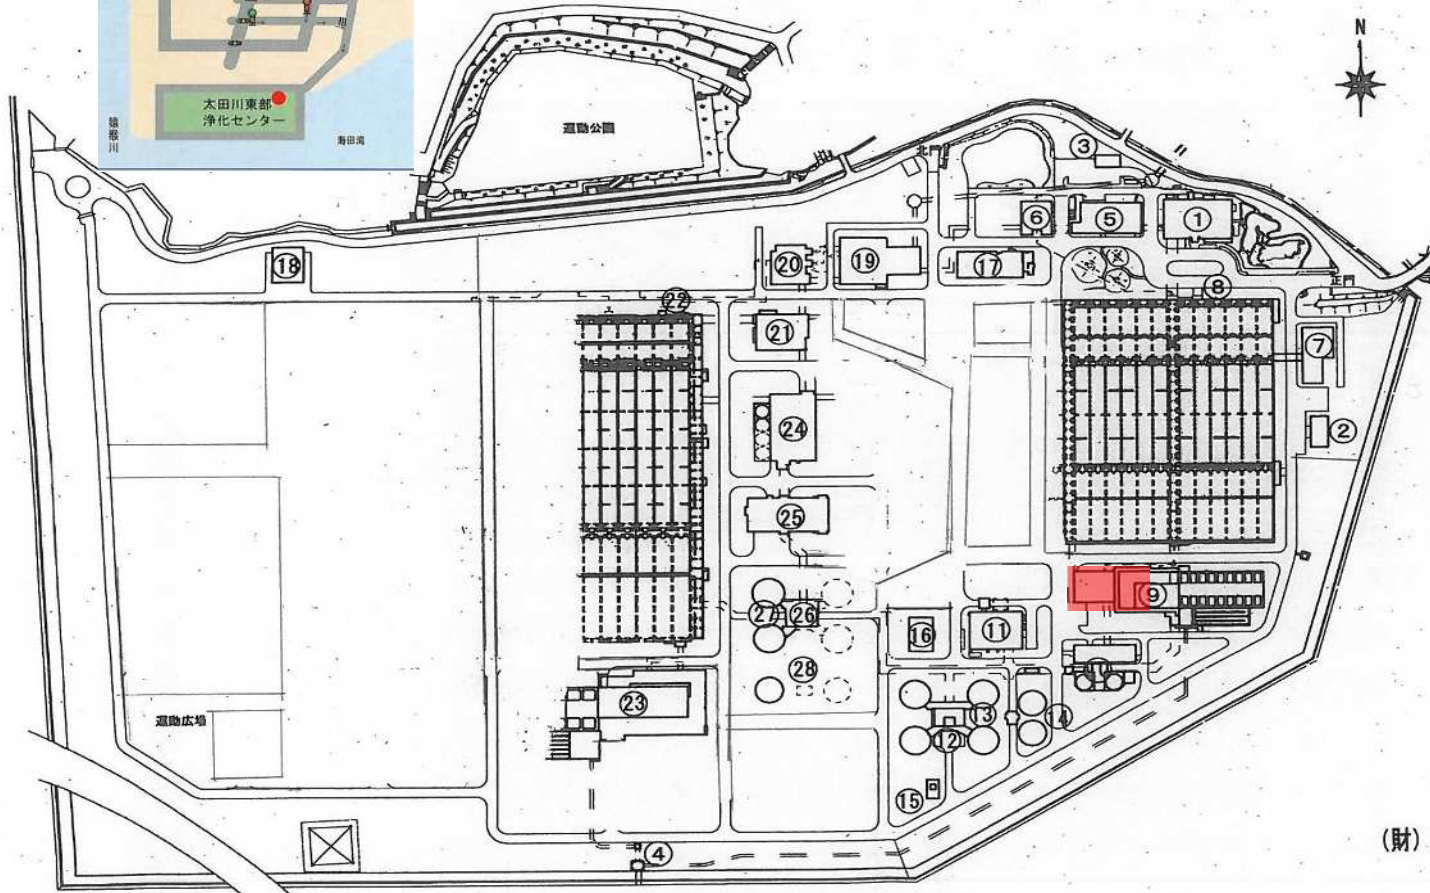 太田川東部
浄化センター
猿猴川
海田湾
運動公園
N
北門
③
⑥
⑤
①
⑱
⑳
⑲
⑰
正門
㉒
⑧
㉑
⑦
㉔
②
㉕
㉗
㉖
⑯
⑪
⑨
㉘
㉓
⑬
⑭
⑫
運動広場
⑮
④
(財)